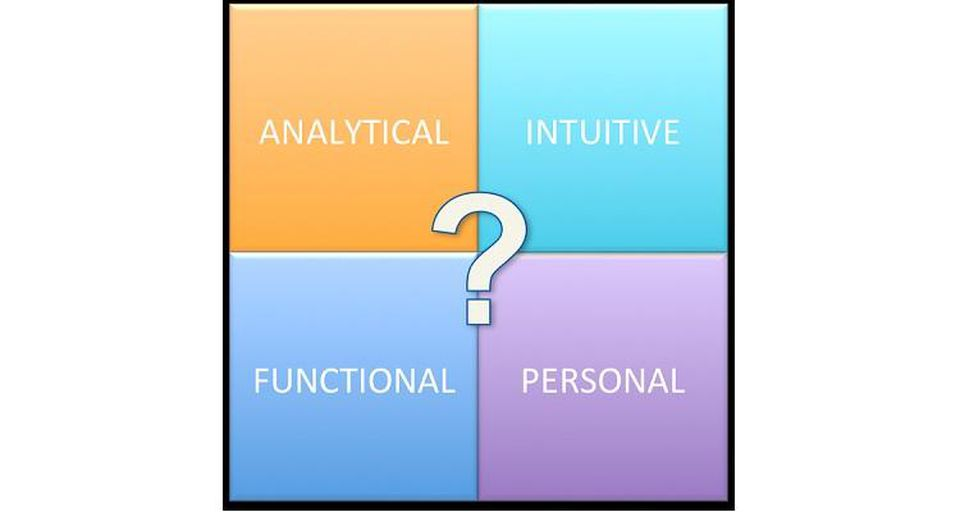 ANALYTICAL
INTUITIVE
?
FUNCTIONAL
PERSONAL